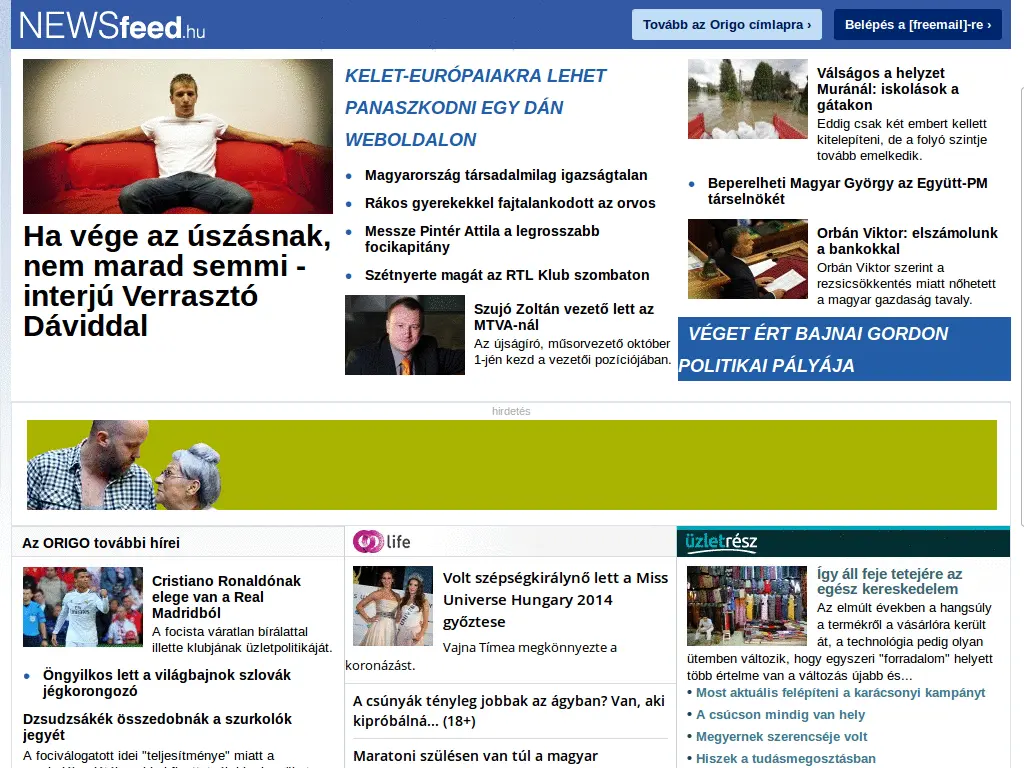 NEWSfeed.hu
Tovább az Origo címlapra ›
Belépés a [freemail]-re ›
Ha vége az úszásnak,
nem marad semmi -
interjú Verrasztó
Dáviddal
KELET-EURÓPAIAKRA LEHET
PANASZKODNI EGY DÁN
WEBOLDALON
Magyarország társadalmilag igazságtalan
Rákos gyerekekkel fajtalankodott az orvos
Messze Pintér Attila a legrosszabb
focikapitány
Szétnyerte magát az RTL Klub szombaton
Szujó Zoltán vezető lett az
MTVA-nál
Az újságíró, műsorvezető október
1-jén kezd a vezetői pozíciójában.
Válságos a helyzet
Muránál: iskolások a
gátakon
Eddig csak két embert kellett
kitelepíteni, de a folyó szintje
tovább emelkedik.
Beperelheti Magyar György az Együtt-PM
társelnökét
Orbán Viktor: elszámolunk
a bankokkal
Orbán Viktor szerint a
rezsicsökkentés miatt nőhetett
a magyar gazdaság tavaly.
VÉGET ÉRT BAJNAI GORDON
POLITIKAI PÁLYÁJA
hirdetés
Az ORIGO további hírei
Cristiano Ronaldónak
elege van a Real
Madridból
A focista váratlan bírálattal
illette klubjának üzletpolitikáját.
Öngyilkos lett a világbajnok szlovák
jégkorongozó
Dzsudzsákék összedobnák a szurkolók
jegyét
A fociválogatott idei "teljesítménye" miatt a
life
Volt szépségkirálynő lett a Miss
Universe Hungary 2014
győztese
Vajna Tímea megkönnyezte a
koronázást.
A csúnyák tényleg jobbak az ágyban? Van, aki
kipróbálná... (18+)
Maratoni szülésen van túl a magyar
üzletrész
Így áll feje tetejére az
egész kereskedelem
Az elmúlt években a hangsúly
a termékről a vásárlóra került
át, a technológia pedig olyan
ütemben változik, hogy egyszeri "forradalom" helyett
több értelme van a változás újabb és...
• Most aktuális felépíteni a karácsonyi kampányt
• A csúcson mindig van hely
• Megyernek szerencséje volt
• Hiszek a tudásmegosztásban